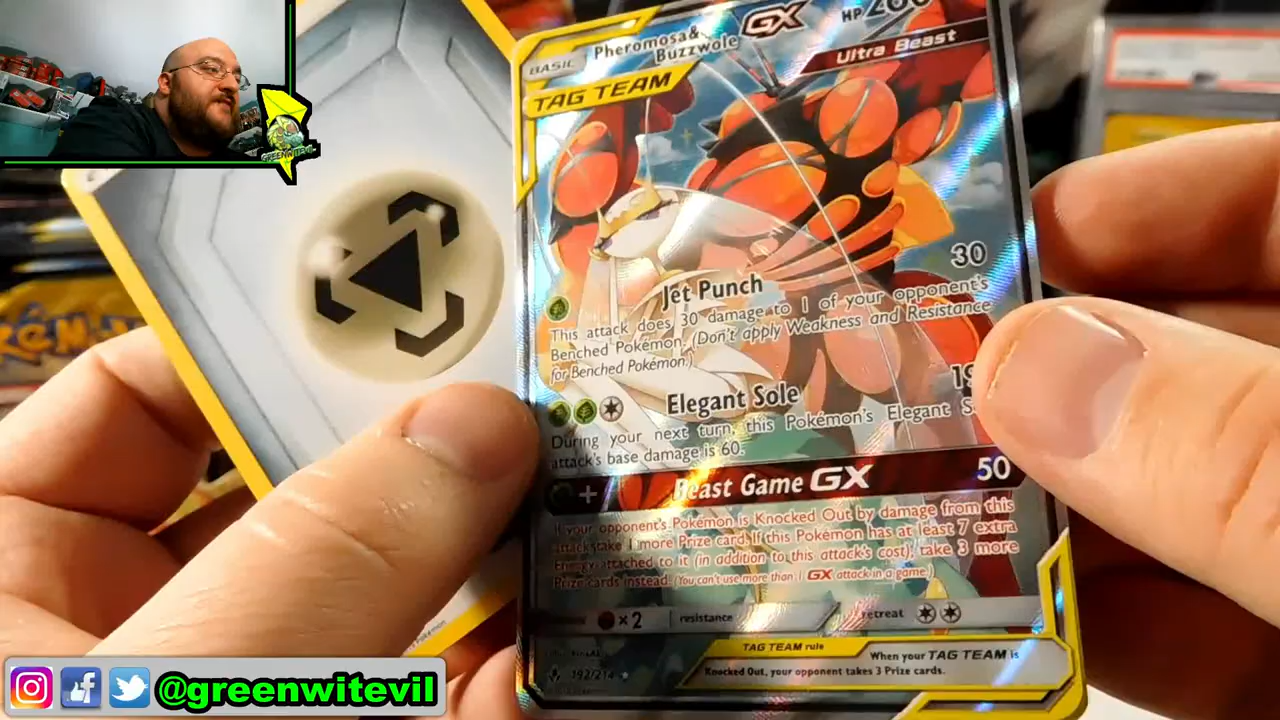 GREENWITEVIL
BASIC
Pheromosa&
Buzzwole
GX
HP
TAG TEAM
Ultra Beast
Jet Punch 30
This attack does 30 damage to 1 of your opponent's
Benched Pokémon. (Don't apply Weakness and Resistance
for Benched Pokémon.)
Elegant Sole
During your next turn, this Pokémon's Elegant
attack's base damage is 60.
+ Beast Game GX 50
If your opponent's Pokémon is Knocked Out by damage from this
attack, take 1 more Prize card. If this Pokémon has at least 7 extra
Energy attached to it (in addition to this attack's cost), take 3 more
Prize cards instead. (You can't use more than 1 GX attack in a game.)
×2 resistance retreat
TAG TEAM rule
When your TAG TEAM is
Knocked Out, your opponent takes 3 Prize cards.
192/214
Pokémon
@greenwitevil